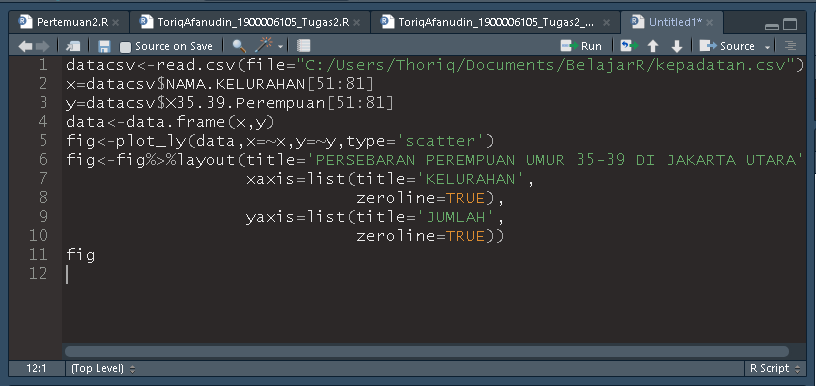 Pertemuan2.R
ToriqAfanudin_1900006105_Tugas2.R
ToriqAfanudin_1900006105_Tugas2_...
Untitled1*
Source on Save
Run
Source
1 datacsv<-read.csv(file="C:/Users/Thoriq/Documents/BelajarR/kepadatan.csv")
2 x=datacsv$NAMA.KELURAHAN[51:81]
3 y=datacsv$X35.39.Perempuan[51:81]
4 data<-data.frame(x,y)
5 fig<-plot_ly(data,x=~x,y=~y,type='scatter')
6 fig<-fig%>%layout(title='PERSEBARAN PEREMPUAN UMUR 35-39 DI JAKARTA UTARA'
7 xaxis=list(title='KELURAHAN',
8 zeroline=TRUE),
9 yaxis=list(title='JUMLAH',
10 zeroline=TRUE))
11 fig
12
12:1
(Top Level)
R Script